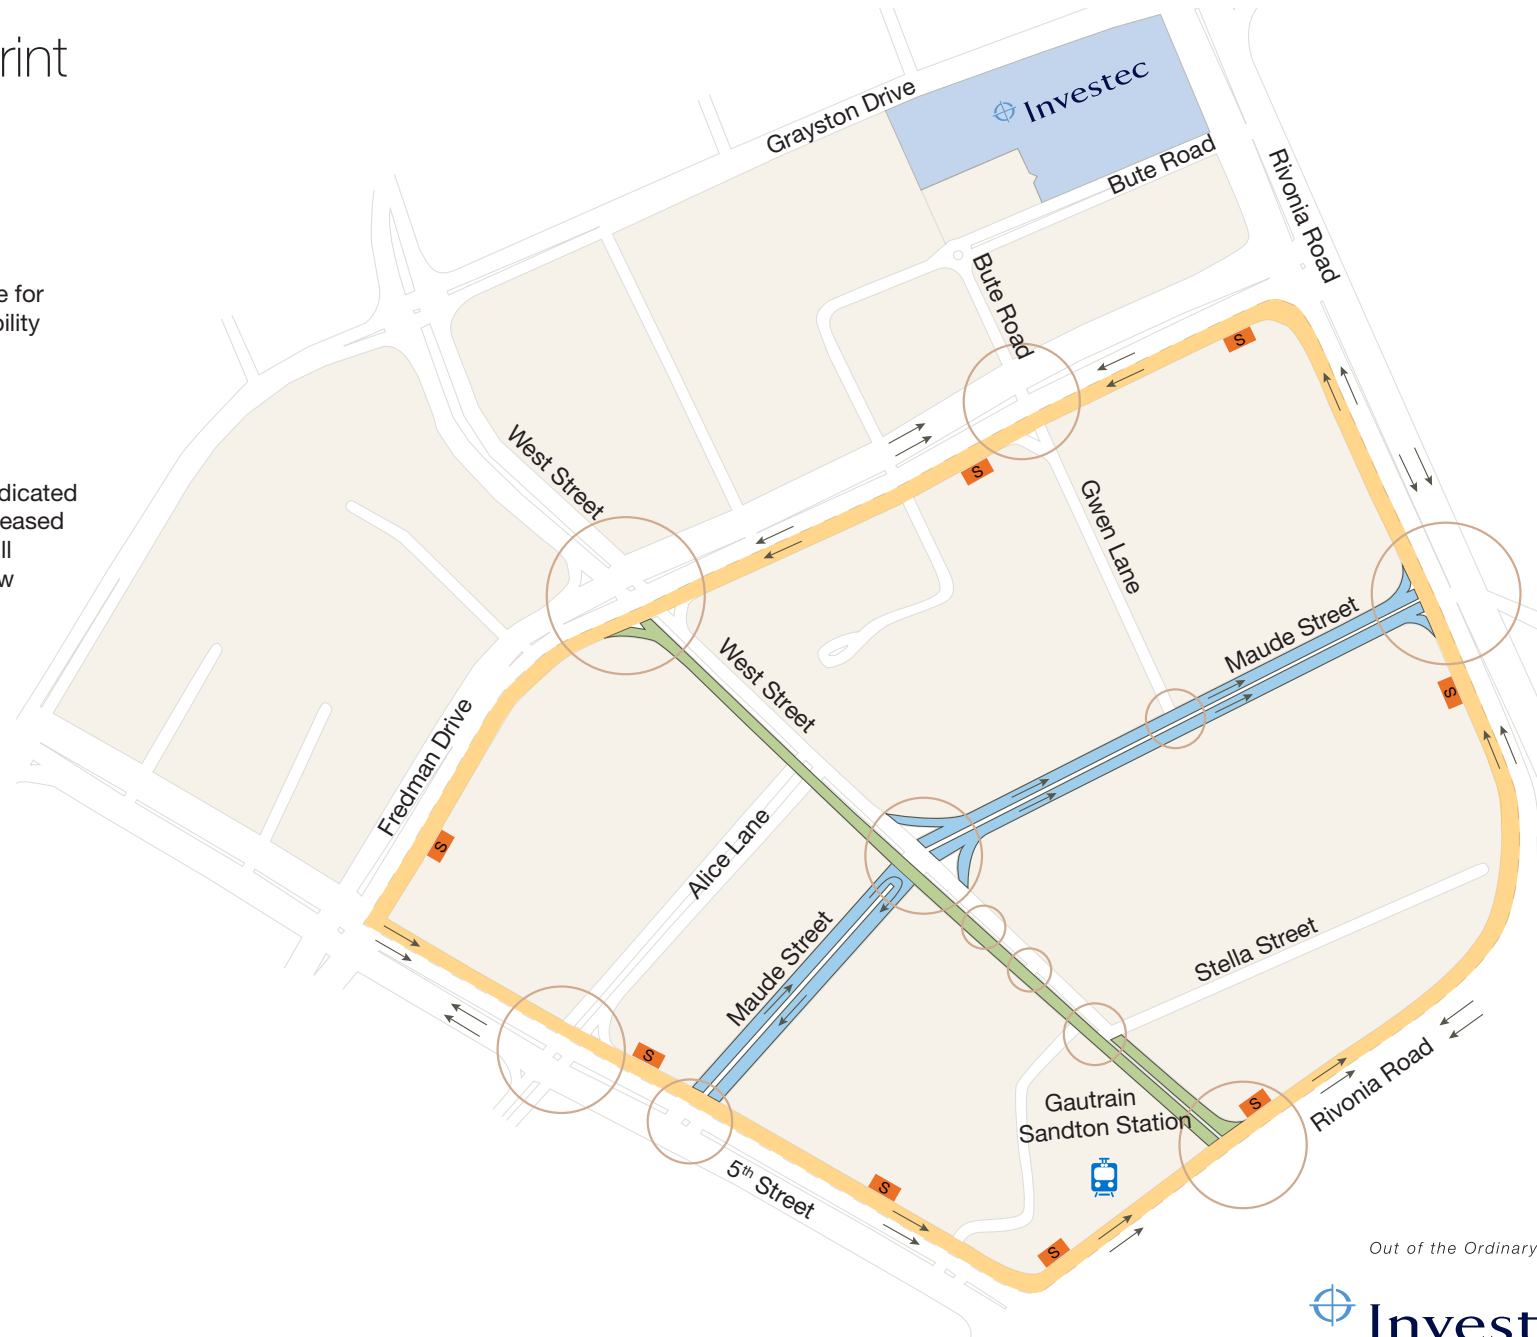 rint
e for
bility
dicated
eased
ll
w
Investec
Grayston Drive
Bute Road
Rivonia Road
Bute Road
S
West Street
S
Gwen Lane
Maude Street
West Street
S
Fredman Drive
S
Alice Lane
Maude Street
Stella Street
S
Gautrain
Sandton Station
S
Rivonia Road
5th Street
S
S
Out of the Ordinary
Invest